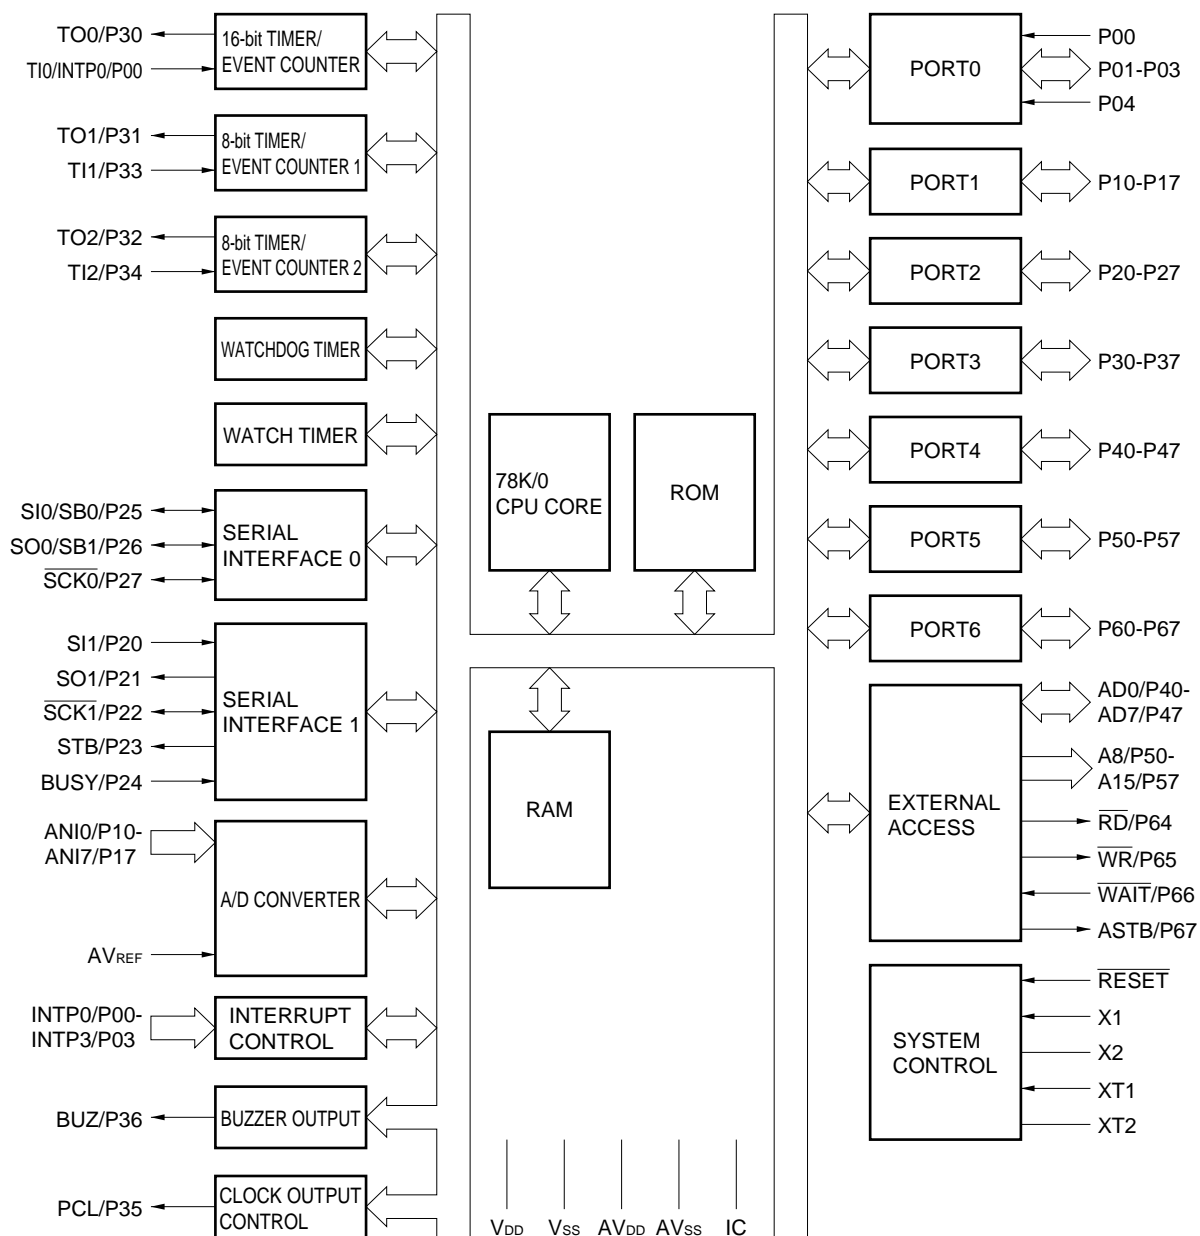 TO0/P30
TI0/INTP0/P00
16-bit TIMER/
EVENT COUNTER
TO1/P31
TI1/P33
8-bit TIMER/
EVENT COUNTER 1
TO2/P32
TI2/P34
8-bit TIMER/
EVENT COUNTER 2
WATCHDOG TIMER
WATCH TIMER
SI0/SB0/P25
SO0/SB1/P26
S̅C̅K̅0̅/P27
SERIAL
INTERFACE 0
SI1/P20
SO1/P21
S̅C̅K̅1̅/P22
STB/P23
BUSY/P24
SERIAL
INTERFACE 1
ANI0/P10-
ANI7/P17
AVREF
A/D CONVERTER
INTP0/P00-
INTP3/P03
INTERRUPT
CONTROL
BUZ/P36
BUZZER OUTPUT
PCL/P35
CLOCK OUTPUT
CONTROL
78K/0
CPU CORE
ROM
RAM
VDD
VSS
AVDD
AVSS
IC
PORT0
P00
P01-P03
P04
PORT1
P10-P17
PORT2
P20-P27
PORT3
P30-P37
PORT4
P40-P47
PORT5
P50-P57
PORT6
P60-P67
EXTERNAL
ACCESS
AD0/P40-
AD7/P47
A8/P50-
A15/P57
R̅D̅/P64
W̅R̅/P65
W̅A̅I̅T̅/P66
ASTB/P67
SYSTEM
CONTROL
R̅E̅S̅E̅T̅
X1
X2
XT1
XT2